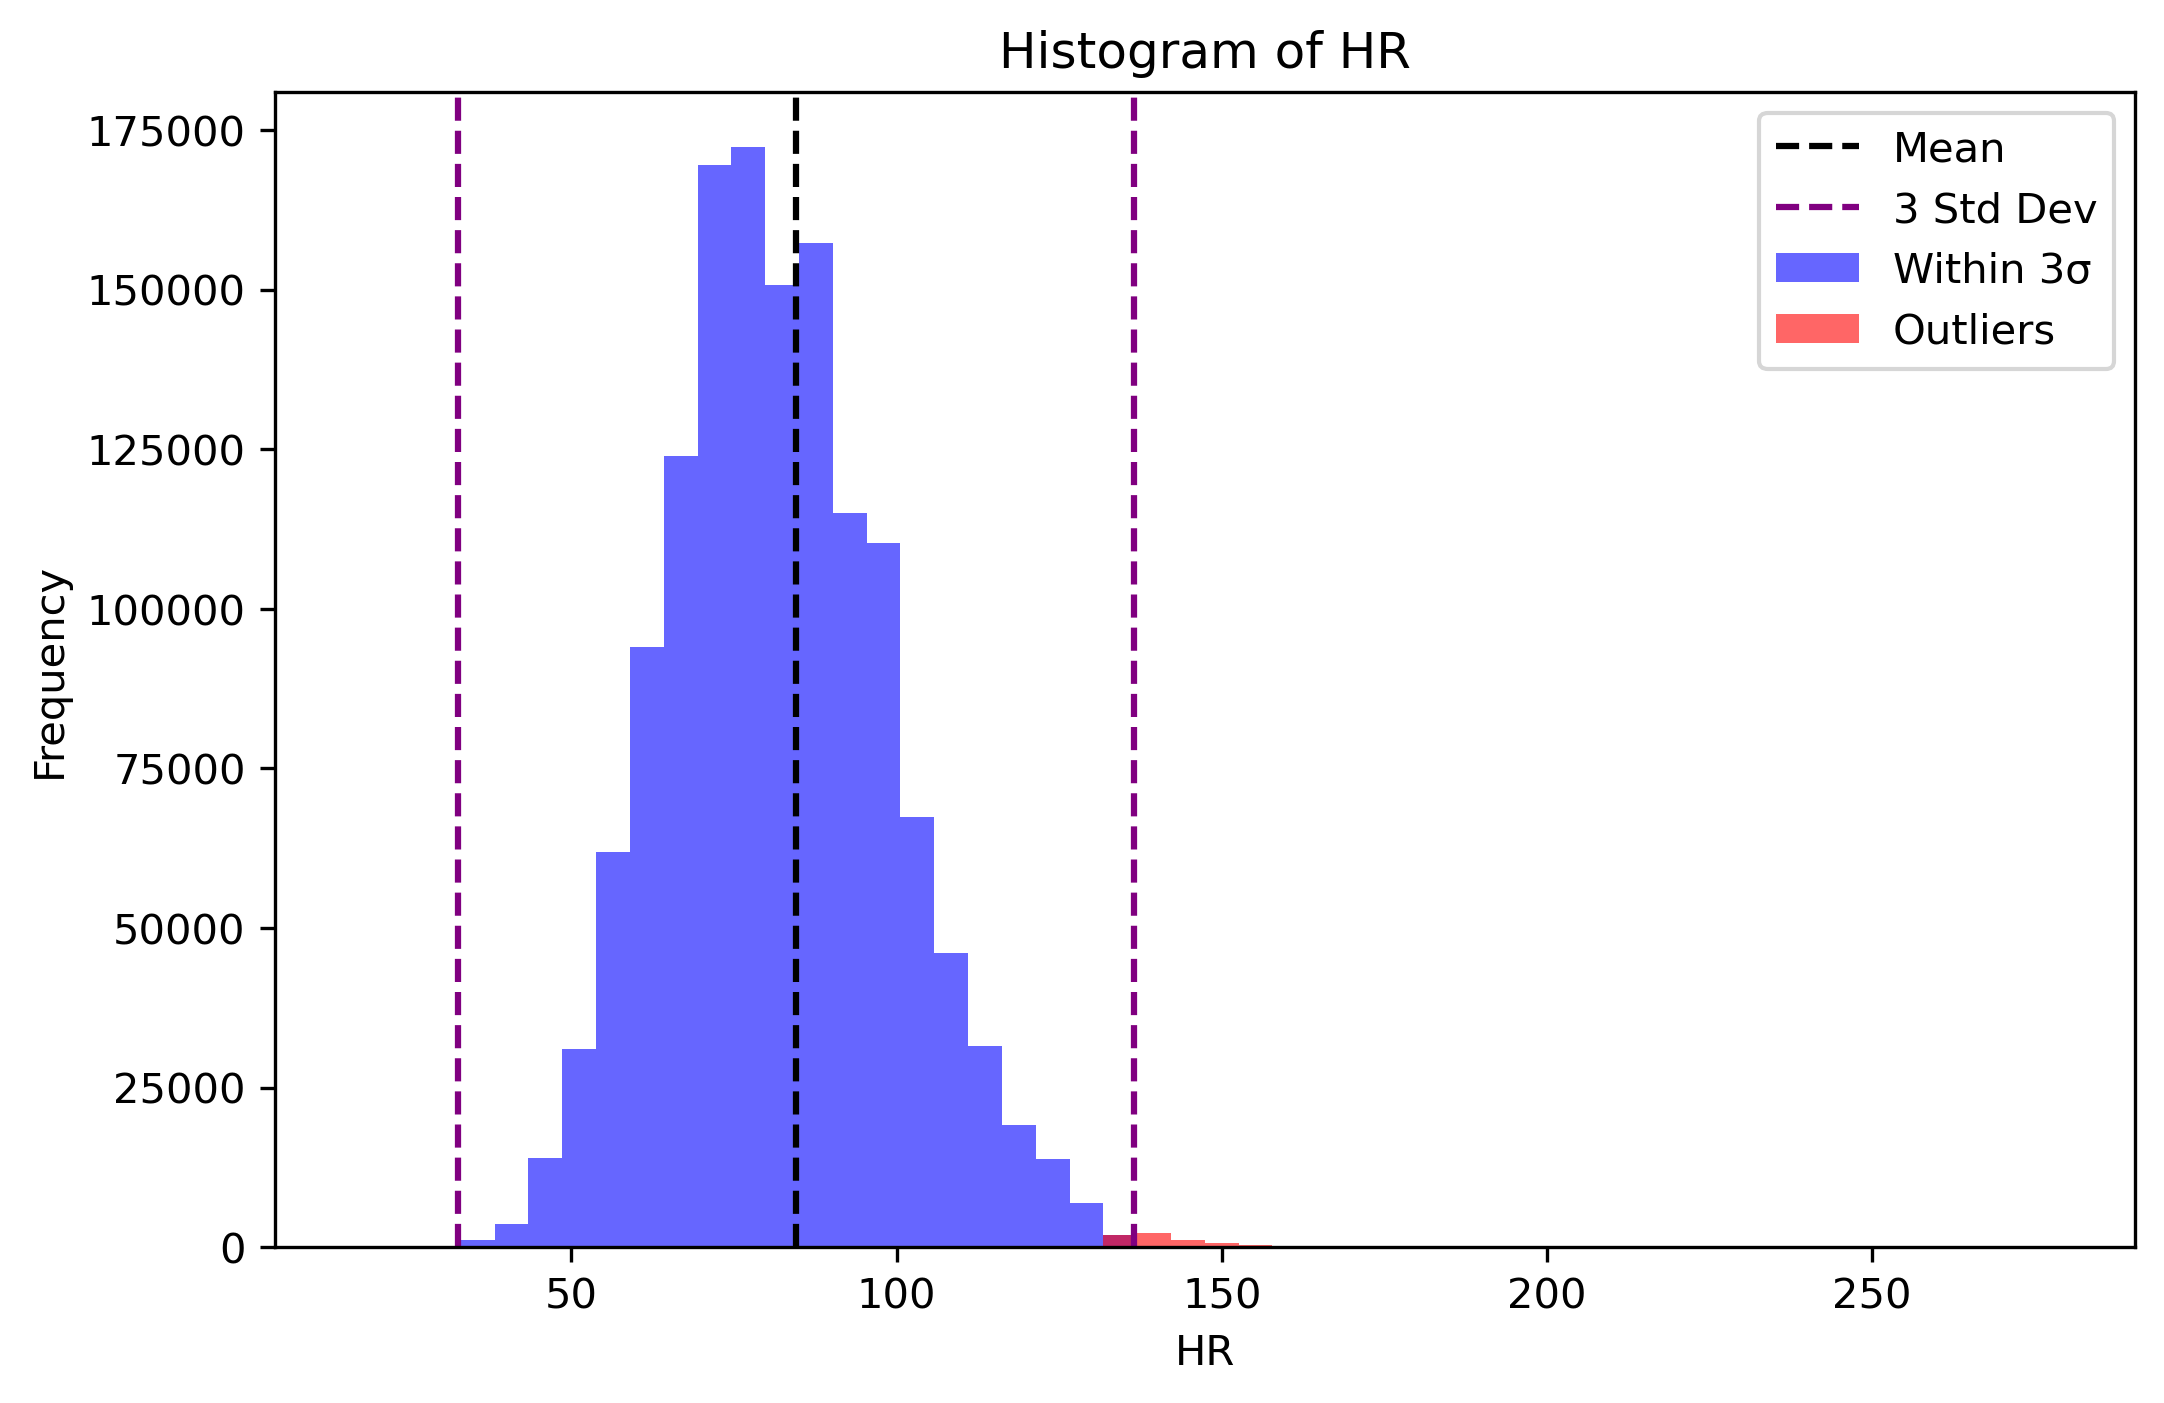 Histogram of HR
175000
150000
125000
100000
75000
50000
25000
0
Frequency
50
100
150
200
250
HR
Mean
3 Std Dev
Within 3σ
Outliers